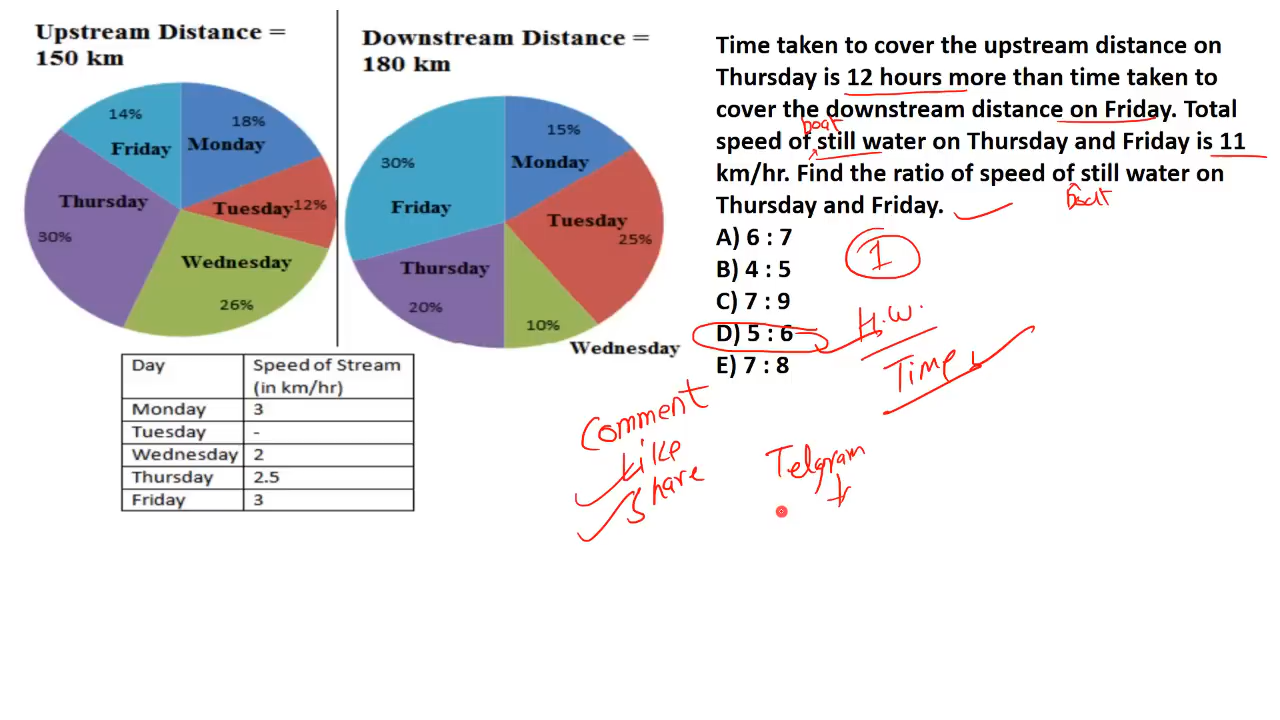 Upstream Distance =
150 km
14%
18%
Friday
Monday
Thursday
Tuesday 12%
30%
Wednesday
26%
Downstream Distance =
180 km
15%
30%
Monday
Friday
Tuesday
25%
Thursday
20%
10%
Wednesday
Day Speed of Stream
(in km/hr)
Monday 3
Tuesday -
Wednesday 2
Thursday 2.5
Friday 3
Time taken to cover the upstream distance on
Thursday is 12 hours more than time taken to
cover the downstream distance on Friday. Total
boat
speed of still water on Thursday and Friday is 11
km/hr. Find the ratio of speed of still water on
boat
Thursday and Friday.
A) 6 : 7
B) 4 : 5
C) 7 : 9
D) 5 : 6
E) 7 : 8
1
H.W.
Time
Comment
Like
Share
Telgram